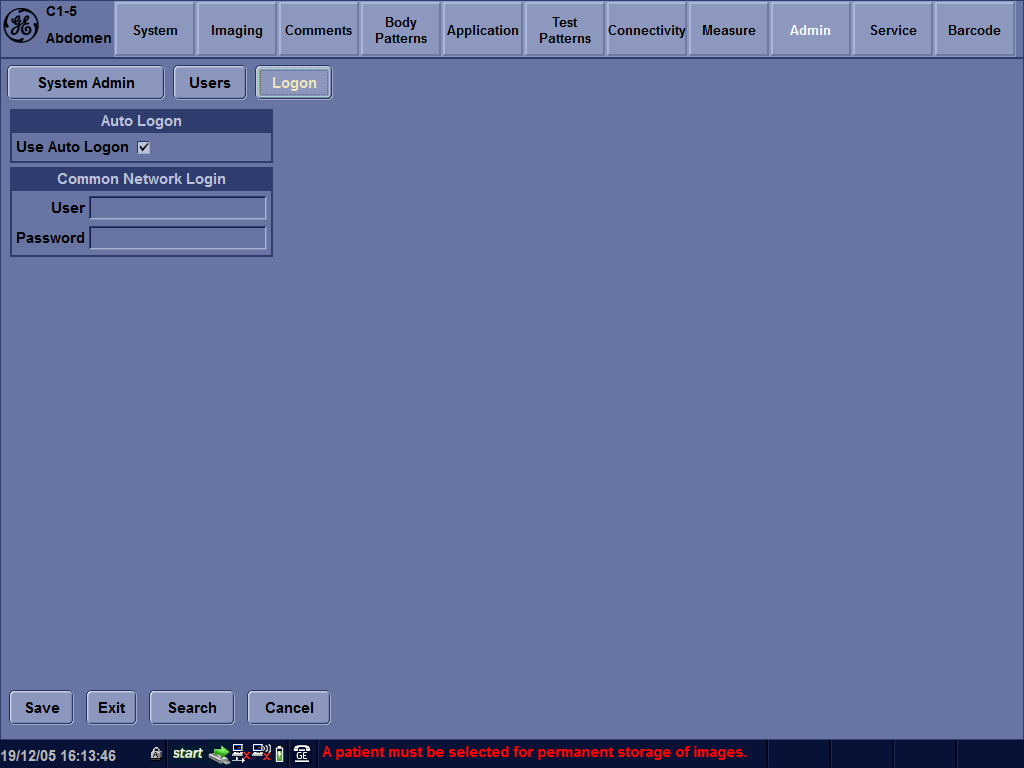 C1-5
Abdomen
System
Imaging
Comments
Body
Patterns
Application
Test
Patterns
Connectivity
Measure
Admin
Service
Barcode
System Admin
Users
Logon
Auto Logon
Use Auto Logon
Common Network Login
User
Password
Save
Exit
Search
Cancel
19/12/05 16:13:46
start
GE
A patient must be selected for permanent storage of images.